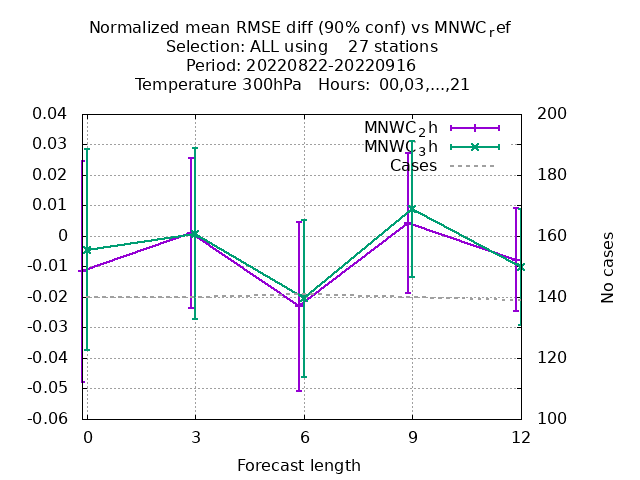 Normalized mean RMSE diff (90% conf) vs MNWCref
Selection: ALL using 27 stations
Period: 20220822-20220916
Temperature 300hPa Hours: 00,03,...,21
MNWC2h
MNWC3h
Cases
0.04
0.03
0.02
0.01
0
-0.01
-0.02
-0.03
-0.04
-0.05
-0.06
200
180
160
140
120
100
No cases
0 3 6 9 12
Forecast length